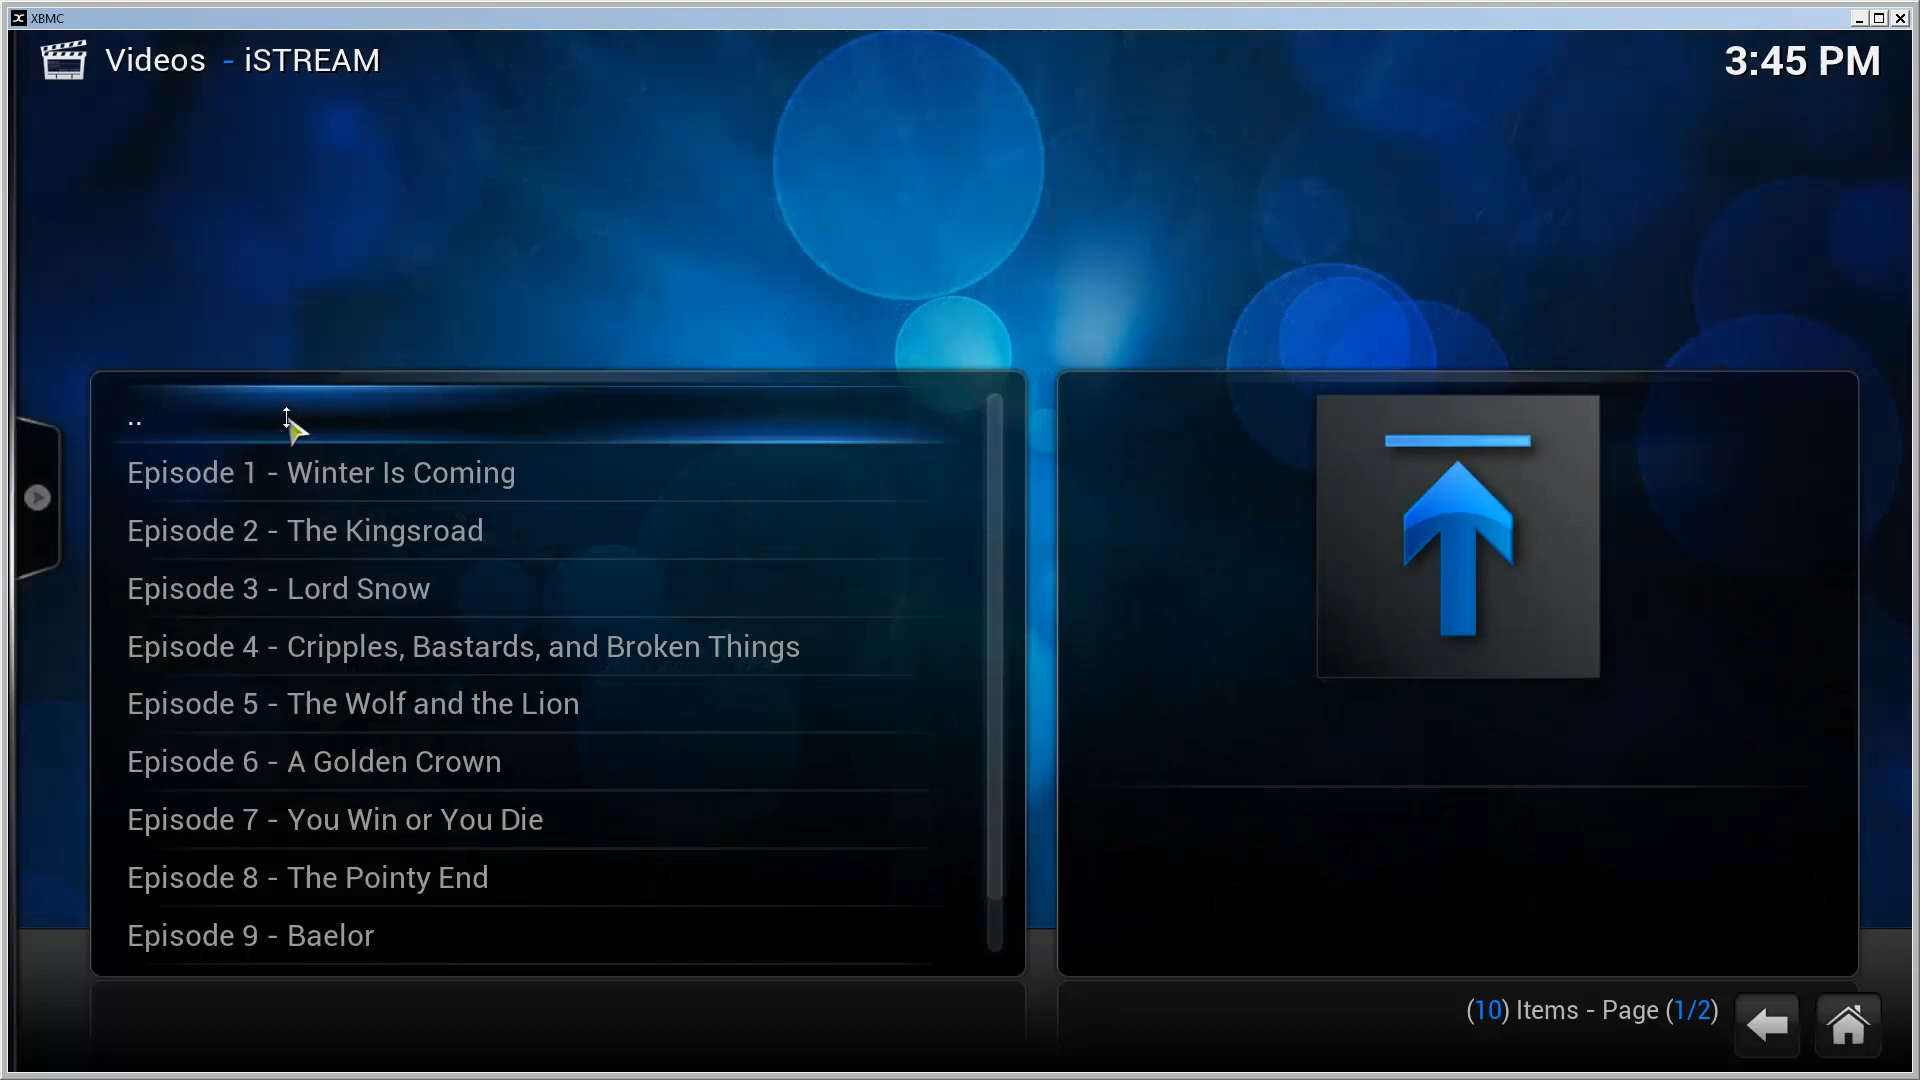 XBMC
Videos - iSTREAM
3:45 PM
..
Episode 1 - Winter Is Coming
Episode 2 - The Kingsroad
Episode 3 - Lord Snow
Episode 4 - Cripples, Bastards, and Broken Things
Episode 5 - The Wolf and the Lion
Episode 6 - A Golden Crown
Episode 7 - You Win or You Die
Episode 8 - The Pointy End
Episode 9 - Baelor
(10) Items - Page (1/2)